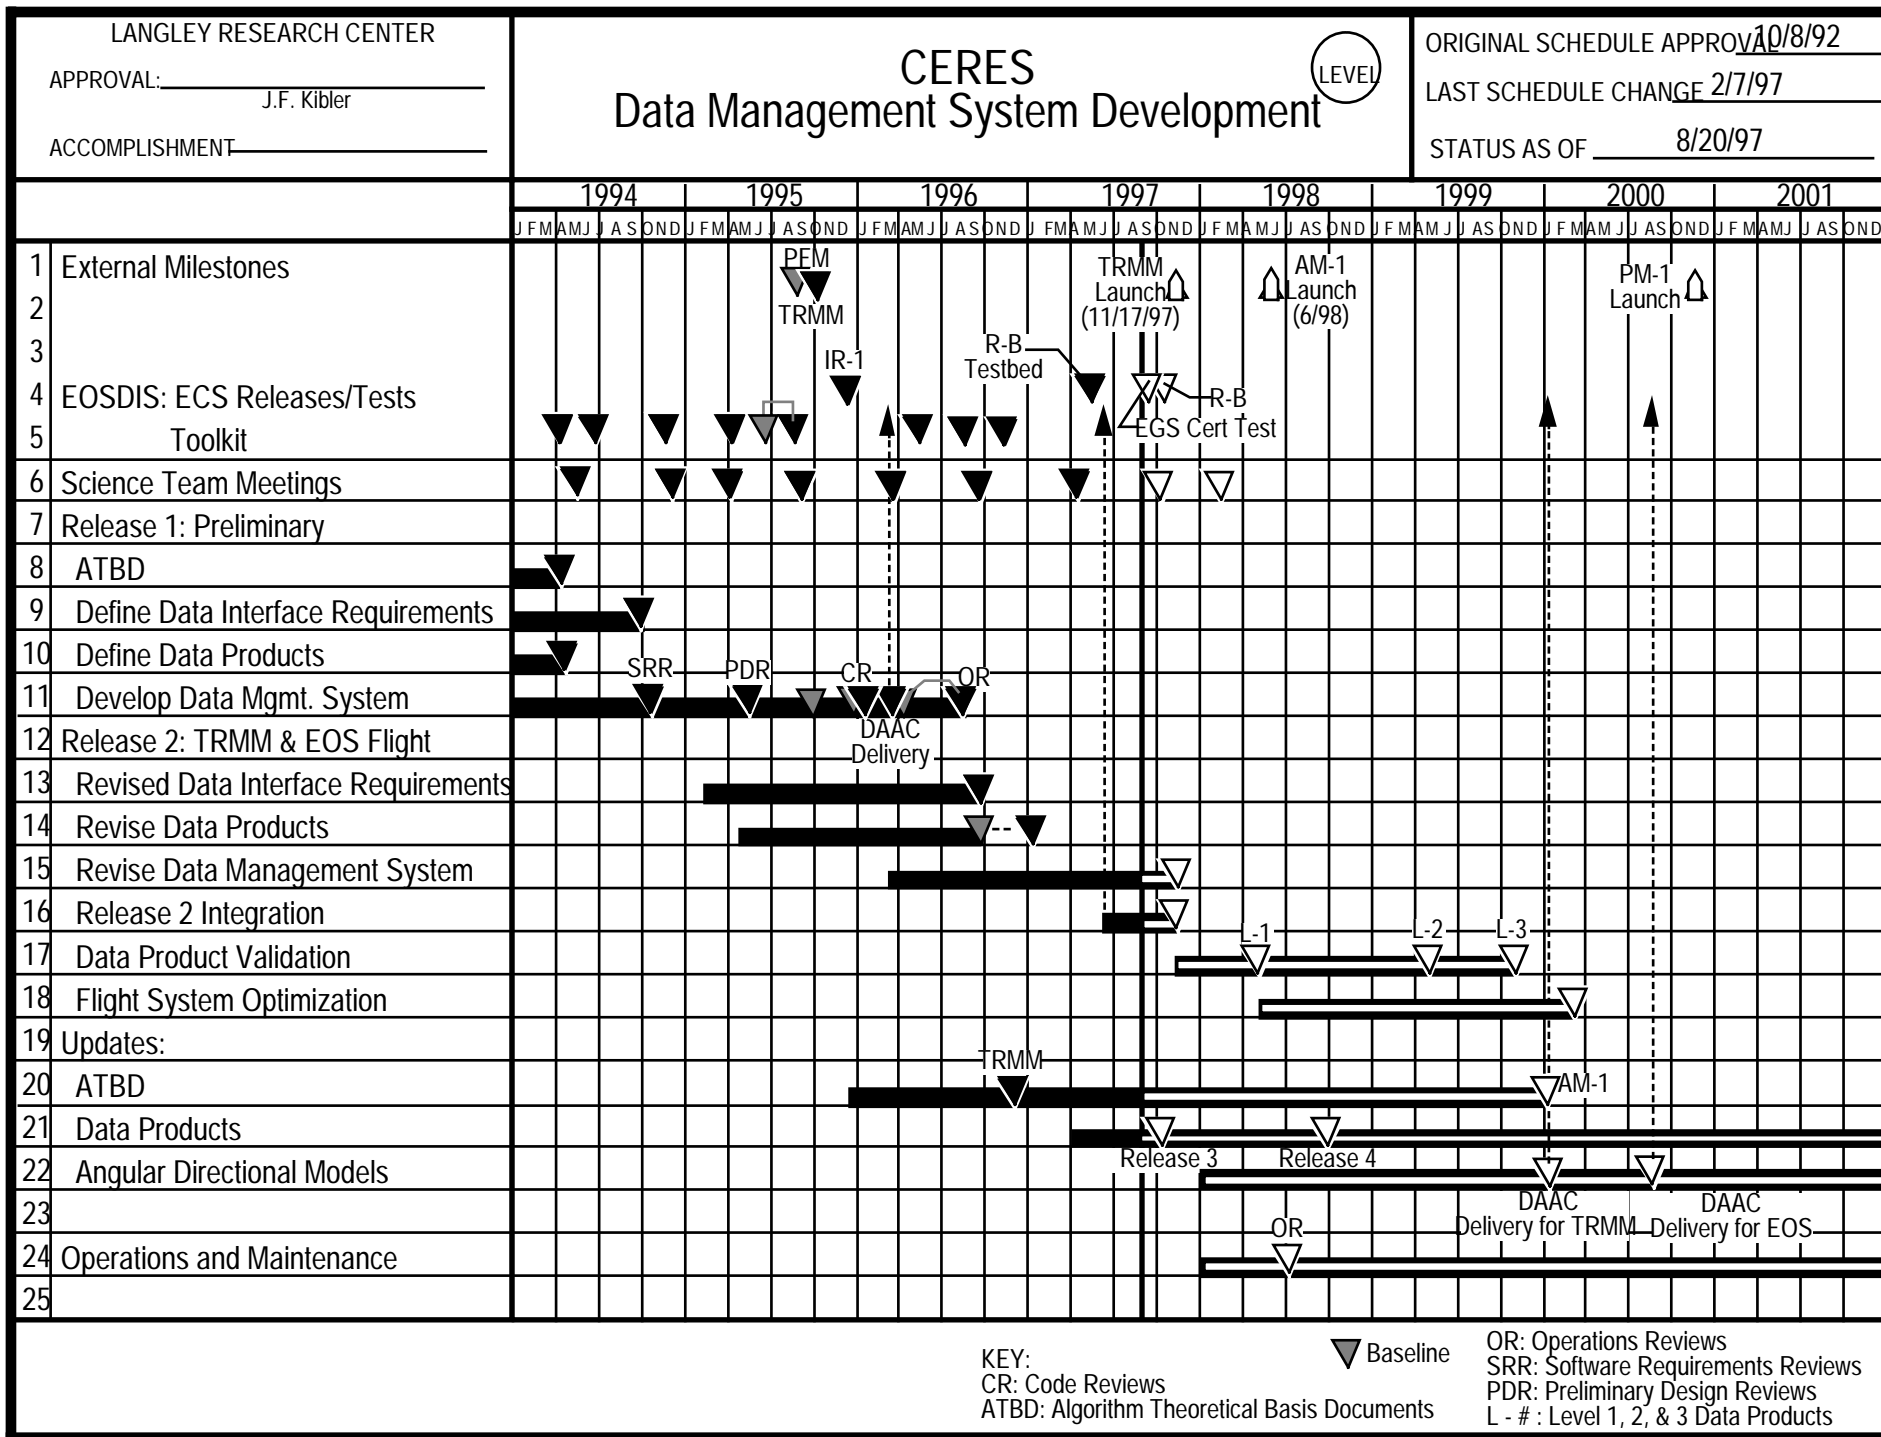 LANGLEY RESEARCH CENTER
APPROVAL:
J.F. Kibler
ACCOMPLISHMENT
CERES
Data Management System Development
LEVEL
ORIGINAL SCHEDULE APPROVAL 10/8/92
LAST SCHEDULE CHANGE 2/7/97
STATUS AS OF 8/20/97
1994 1995 1996 1997 1998 1999 2000 2001
J F M A M J J A S O N D J F M A M J J A S O N D J F M A M J J A S O N D J F M A M J J A S O N D J F M A M J J A S O N D J F M A M J J A S O N D J F M A M J J A S O N D J F M A M J J A S O N D
1 External Milestones
PFM
TRMM
TRMM
Launch
(11/17/97)
AM-1
Launch
(6/98)
PM-1
Launch
2
3
IR-1
R-B
Testbed
4 EOSDIS: ECS Releases/Tests
R-B
EGS Cert Test
5 Toolkit
6 Science Team Meetings
7 Release 1: Preliminary
8 ATBD
9 Define Data Interface Requirements
10 Define Data Products
SRR PDR CR OR
11 Develop Data Mgmt. System
DAAC
Delivery
12 Release 2: TRMM & EOS Flight
13 Revised Data Interface Requirements
14 Revise Data Products
15 Revise Data Management System
16 Release 2 Integration
L-1 L-2 L-3
17 Data Product Validation
18 Flight System Optimization
19 Updates:
TRMM
20 ATBD
AM-1
21 Data Products
Release 3 Release 4
22 Angular Directional Models
DAAC
Delivery for TRMM
DAAC
Delivery for EOS
23
OR
24 Operations and Maintenance
25
KEY:
CR: Code Reviews
ATBD: Algorithm Theoretical Basis Documents
Baseline
OR: Operations Reviews
SRR: Software Requirements Reviews
PDR: Preliminary Design Reviews
L - # : Level 1, 2, & 3 Data Products